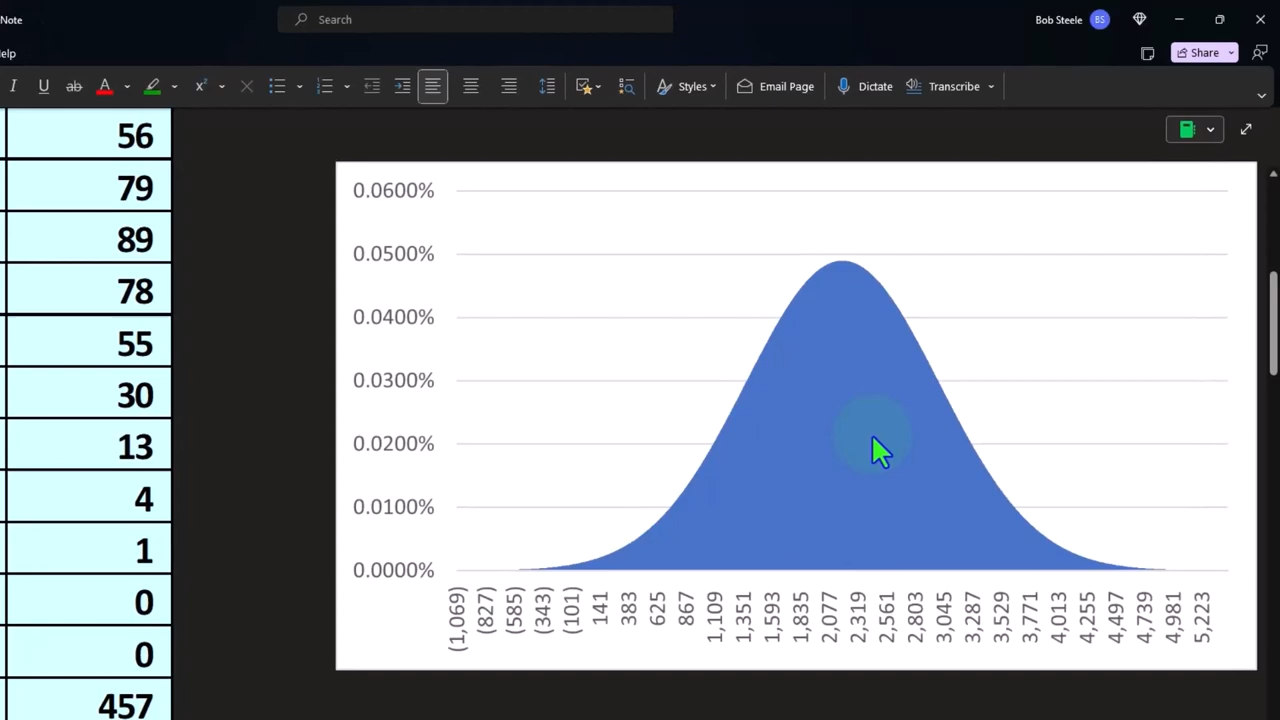 Note
Search
Bob Steele
BS
elp
Share
I U ab A x² Styles Email Page Dictate Transcribe
56
79
89
78
55
30
13
4
1
0
0
457
0.0600%
0.0500%
0.0400%
0.0300%
0.0200%
0.0100%
0.0000%
(1,069) (827) (585) (343) (101) 141 383 625 867 1,109 1,351 1,593 1,835 2,077 2,319 2,561 2,803 3,045 3,287 3,529 3,771 4,013 4,255 4,497 4,739 4,981 5,223